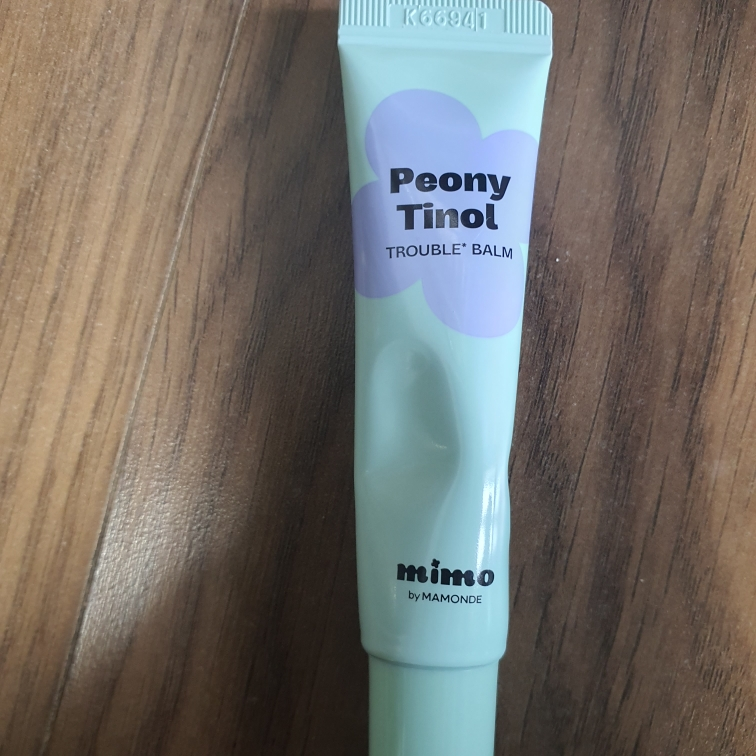 K66941
Peony
Tinol
TROUBLE* BALM
mimo
by MAMONDE